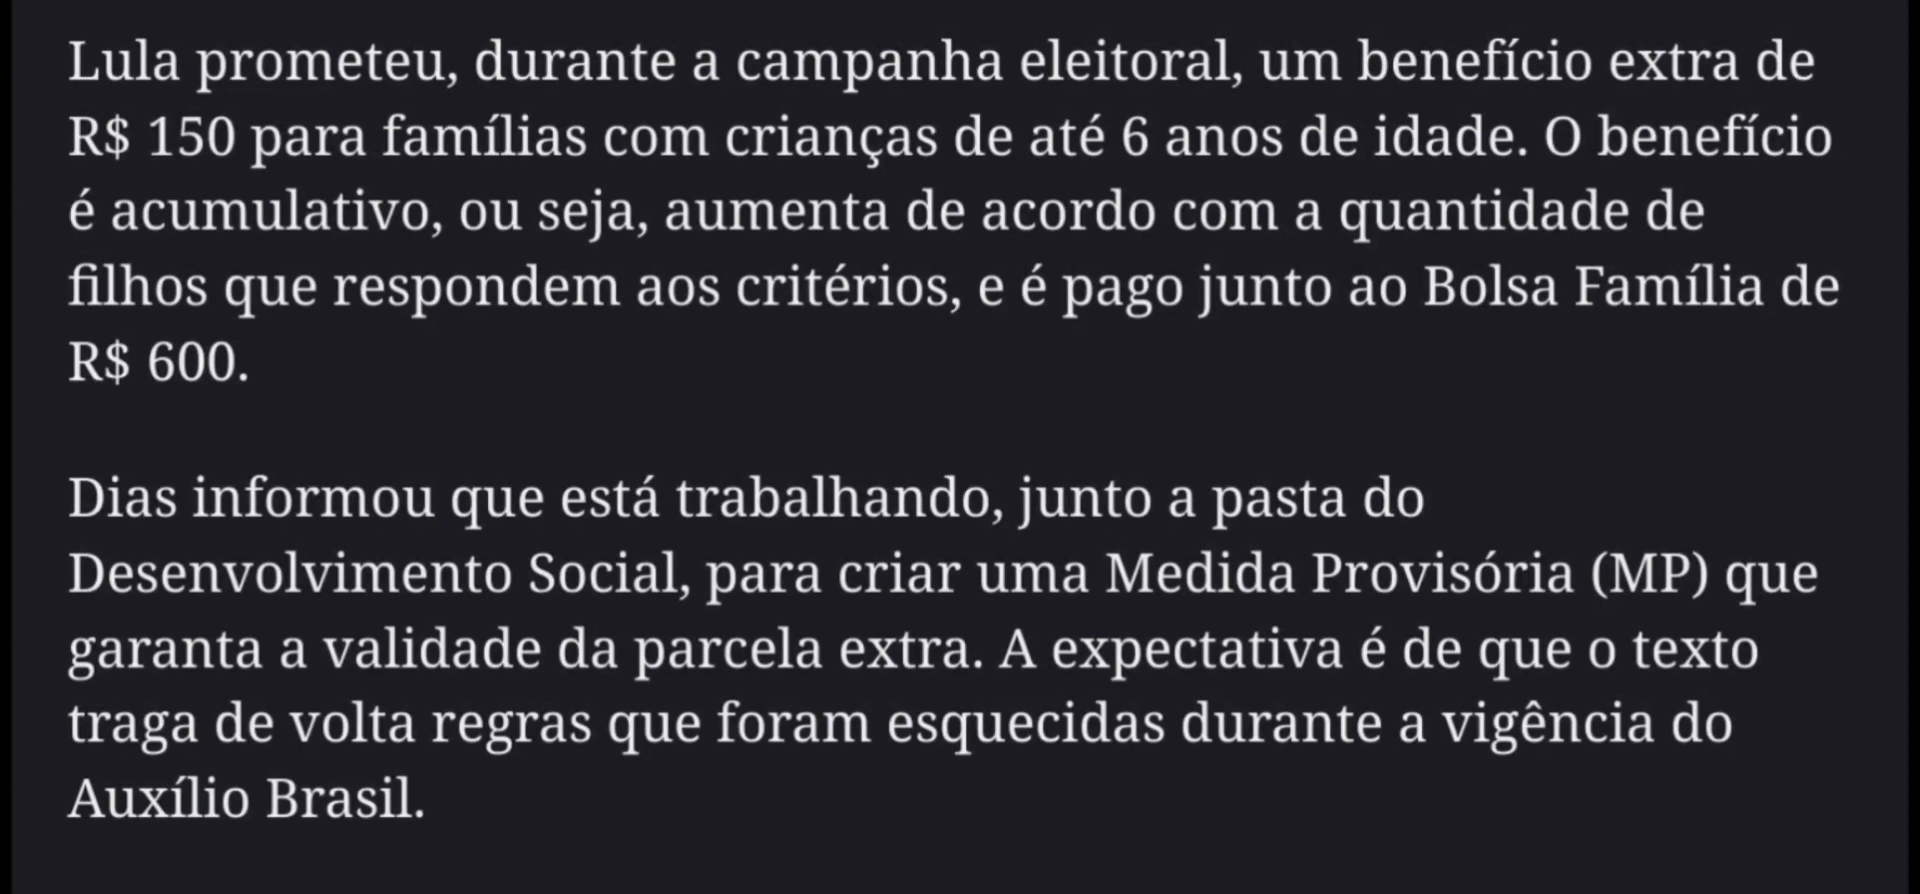 Lula prometeu, durante a campanha eleitoral, um benefício extra de
R$ 150 para famílias com crianças de até 6 anos de idade. O benefício
é acumulativo, ou seja, aumenta de acordo com a quantidade de
filhos que respondem aos critérios, e é pago junto ao Bolsa Família de
R$ 600.
Dias informou que está trabalhando, junto a pasta do
Desenvolvimento Social, para criar uma Medida Provisória (MP) que
garanta a validade da parcela extra. A expectativa é de que o texto
traga de volta regras que foram esquecidas durante a vigência do
Auxílio Brasil.